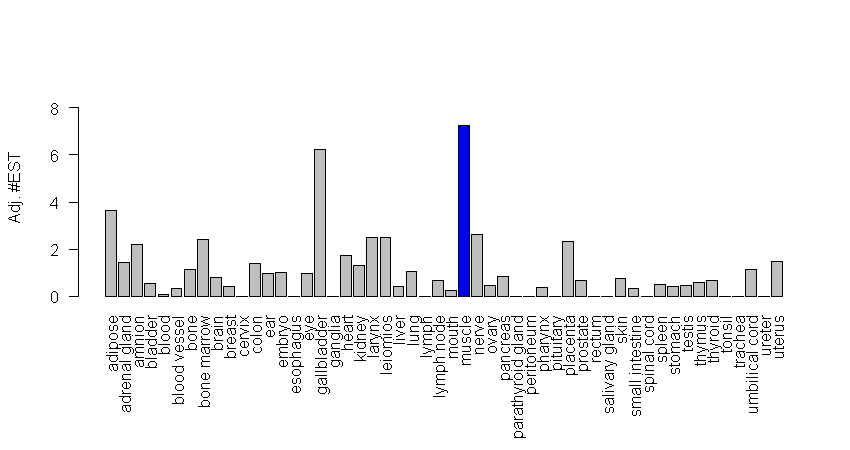 Adj. #EST
8
6
4
2
0
adipose
adrenal gland
amnion
bladder
blood
blood vessel
bone
bone marrow
brain
breast
cervix
colon
ear
embryo
esophagus
eye
gallbladder
ganglia
heart
kidney
larynx
leiomios
liver
lung
lymph
lymph node
mouth
muscle
nerve
ovary
pancreas
parathyroid gland
peritoneum
pharynx
pituitary
placenta
prostate
rectum
salivary gland
skin
small intestine
spinal cord
spleen
stomach
testis
thymus
thyroid
tonsil
trachea
umbilical cord
ureter
uterus